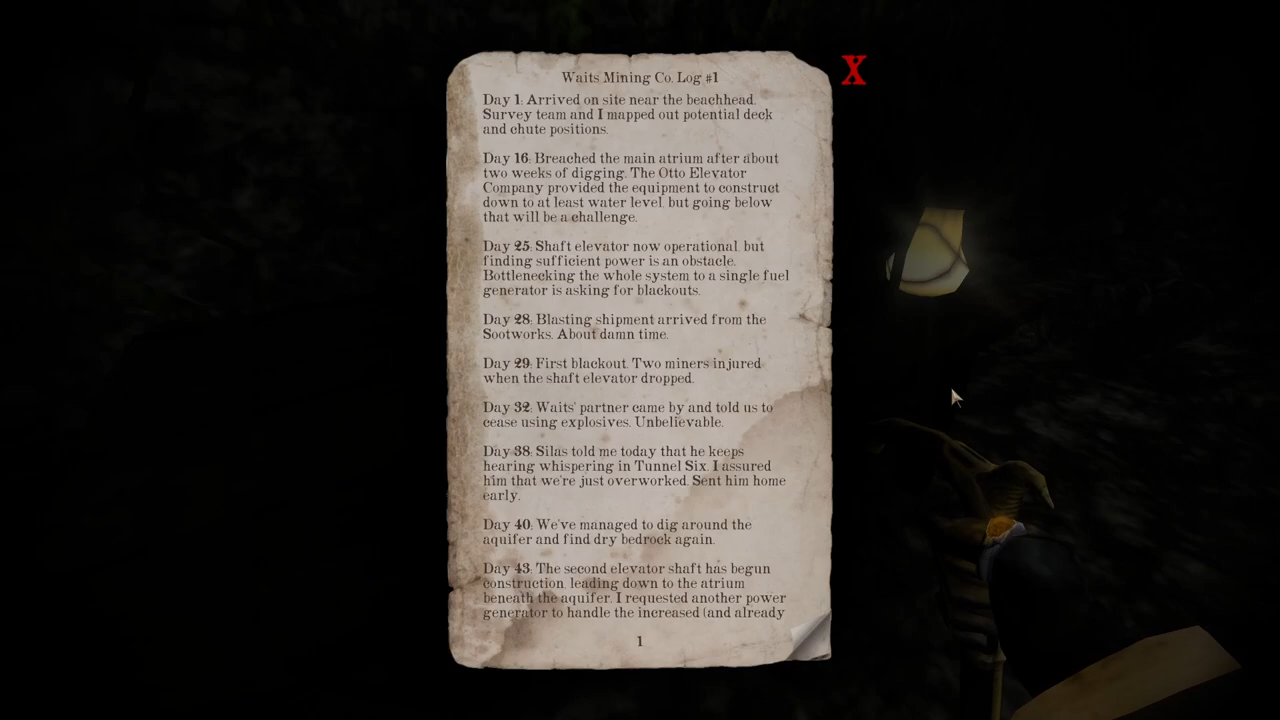 Waits Mining Co. Log #1
X
Day 1: Arrived on site near the beachhead.
Survey team and I mapped out potential deck
and chute positions.
Day 16: Breached the main atrium after about
two weeks of digging. The Otto Elevator
Company provided the equipment to construct
down to at least water level, but going below
that will be a challenge.
Day 25: Shaft elevator now operational, but
finding sufficient power is an obstacle.
Bottlenecking the whole system to a single fuel
generator is asking for blackouts.
Day 28: Blasting shipment arrived from the
Sootworks. About damn time.
Day 29: First blackout. Two miners injured
when the shaft elevator dropped.
Day 32: Waits' partner came by and told us to
cease using explosives. Unbelievable.
Day 38: Silas told me today that he keeps
hearing whispering in Tunnel Six. I assured
him that we're just overworked. Sent him home
early.
Day 40: We've managed to dig around the
aquifer and find dry bedrock again.
Day 43: The second elevator shaft has begun
construction, leading down to the atrium
beneath the aquifer. I requested another power
generator to handle the increased (and already
1